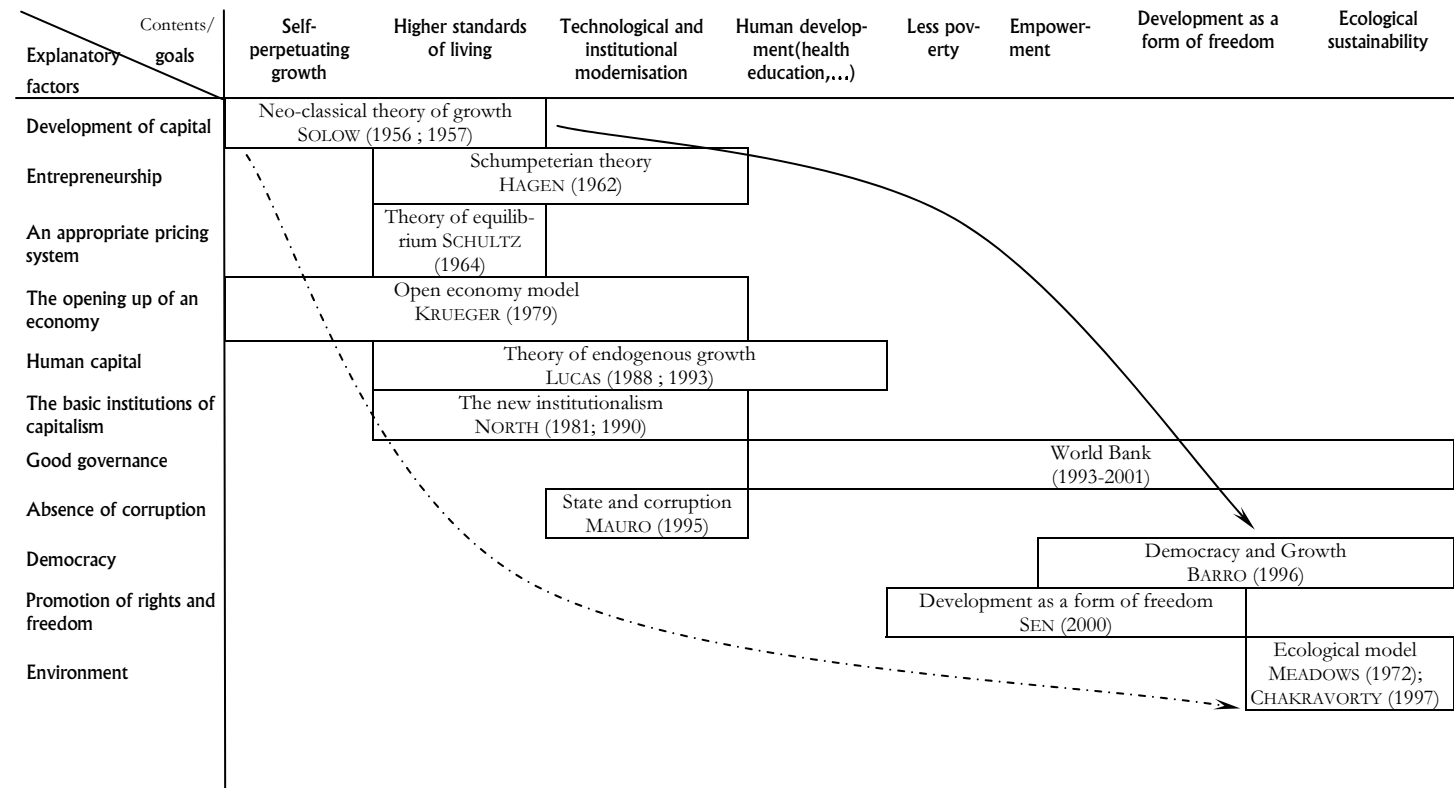 Contents/
goals
Explanatory
factors
Self-
perpetuating
growth
Higher standards
of living
Technological and
institutional
modernisation
Human develop-
ment(health
education,...)
Less pov-
erty
Empower-
ment
Development as a
form of freedom
Ecological
sustainability
Development of capital
Neo-classical theory of growth
SOLOW (1956 ; 1957)
Entrepreneurship
Schumpeterian theory
HAGEN (1962)
An appropriate pricing
system
Theory of equilib-
rium SCHULTZ
(1964)
The opening up of an
economy
Open economy model
KRUEGER (1979)
Human capital
Theory of endogenous growth
LUCAS (1988 ; 1993)
The basic institutions of
capitalism
The new institutionalism
NORTH (1981; 1990)
Good governance
World Bank
(1993-2001)
Absence of corruption
State and corruption
MAURO (1995)
Democracy
Democracy and Growth
BARRO (1996)
Promotion of rights and
freedom
Development as a form of freedom
SEN (2000)
Environment
Ecological model
MEADOWS (1972);
CHAKRAVORTY (1997)